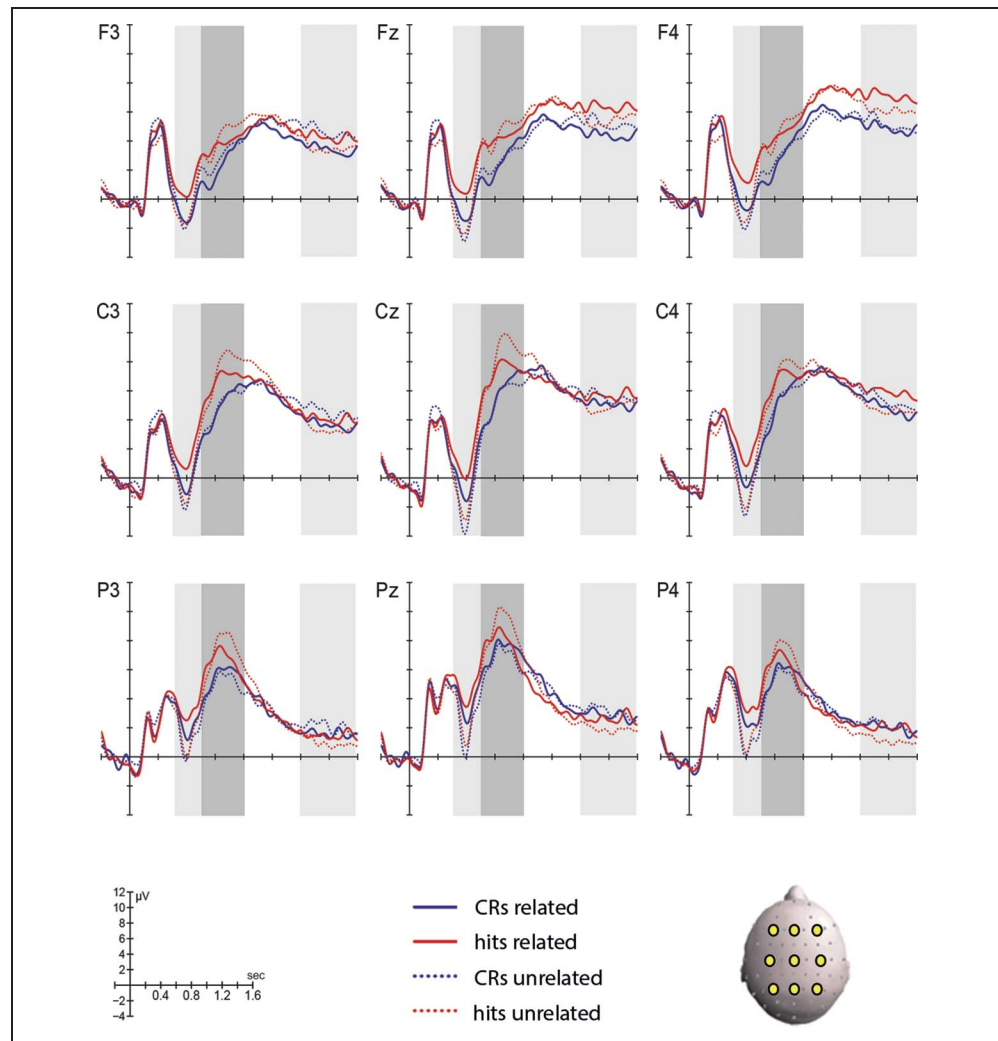 F3 Fz F4
C3 Cz C4
P3 Pz P4
12 µV
10
8
6
4
2
−2
−4
sec
0.4 0.8 1.2 1.6
CRs related
hits related
CRs unrelated
hits unrelated